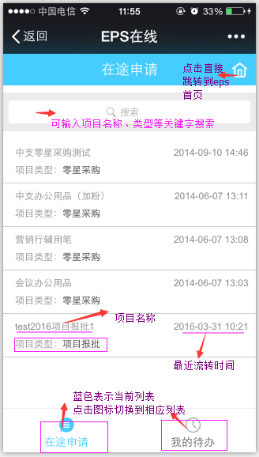 中国电信 11:55 33%
返回 EPS在线
在途申请
点击直接
跳转到eps
首页
搜索
可输入项目名称、类型等关键字搜索
中支零星采购测试 2014-09-10 14:46
项目类型: 零星采购
中支办公用品（加粉） 2014-06-07 13:11
项目类型: 零星采购
营销行辅用笔 2014-06-07 13:08
项目类型: 零星采购
会议办公用品 2014-06-07 13:03
项目类型: 零星采购
项目名称
test2016项目报批1 2016-03-31 10:21
项目类型: 项目报批
最近流转时间
蓝色表示当前列表
点击图标切换到相应列表
在途申请 我的待办